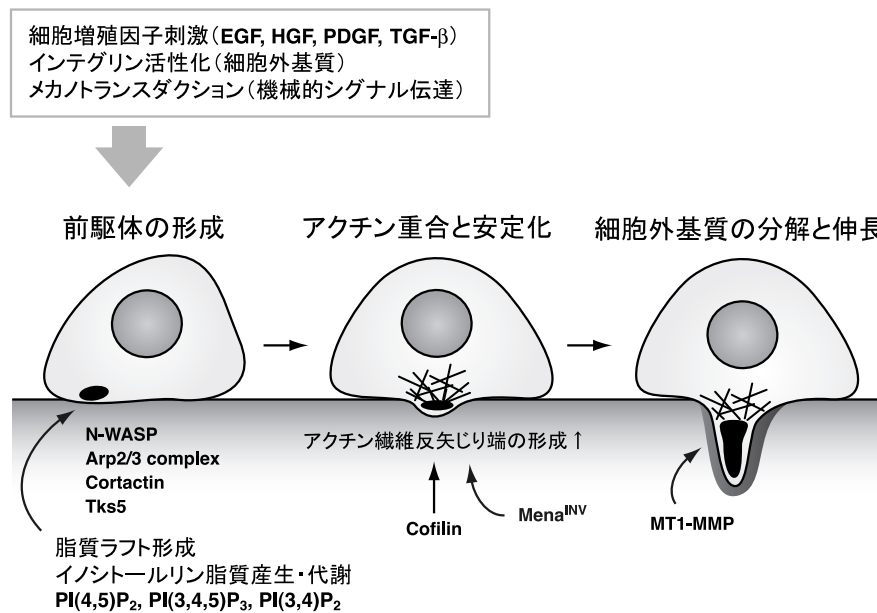 細胞増殖因子刺激（EGF, HGF, PDGF, TGF-β）
インテグリン活性化（細胞外基質）
メカノトランスダクション（機械的シグナル伝達）
前駆体の形成
アクチン重合と安定化
細胞外基質の分解と伸長
N-WASP
Arp2/3 complex
Cortactin
Tks5
アクチン繊維反矢じり端の形成↑
Cofilin
Mena^INV
MT1-MMP
脂質ラフト形成
イノシトールリン脂質産生・代謝
PI(4,5)P₂, PI(3,4,5)P₃, PI(3,4)P₂